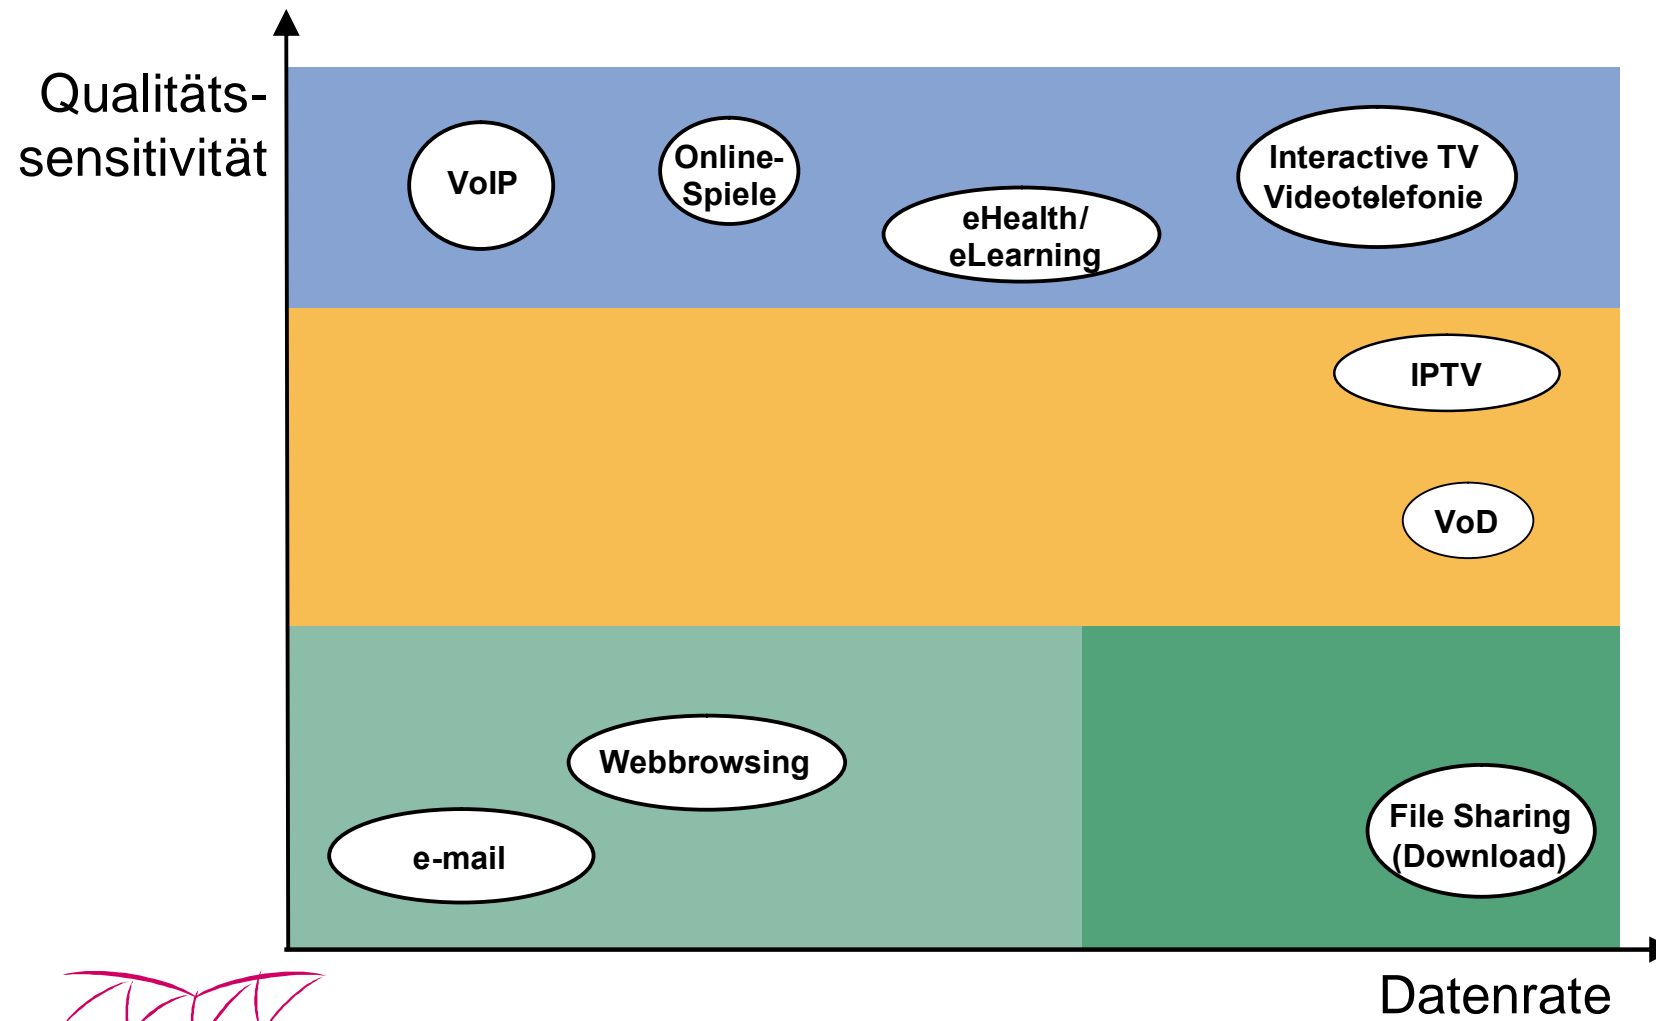 Qualitäts-
sensitivität
VoIP
Online-
Spiele
eHealth/
eLearning
Interactive TV
Videotelefonie
IPTV
VoD
Webbrowsing
e-mail
File Sharing
(Download)
Datenrate